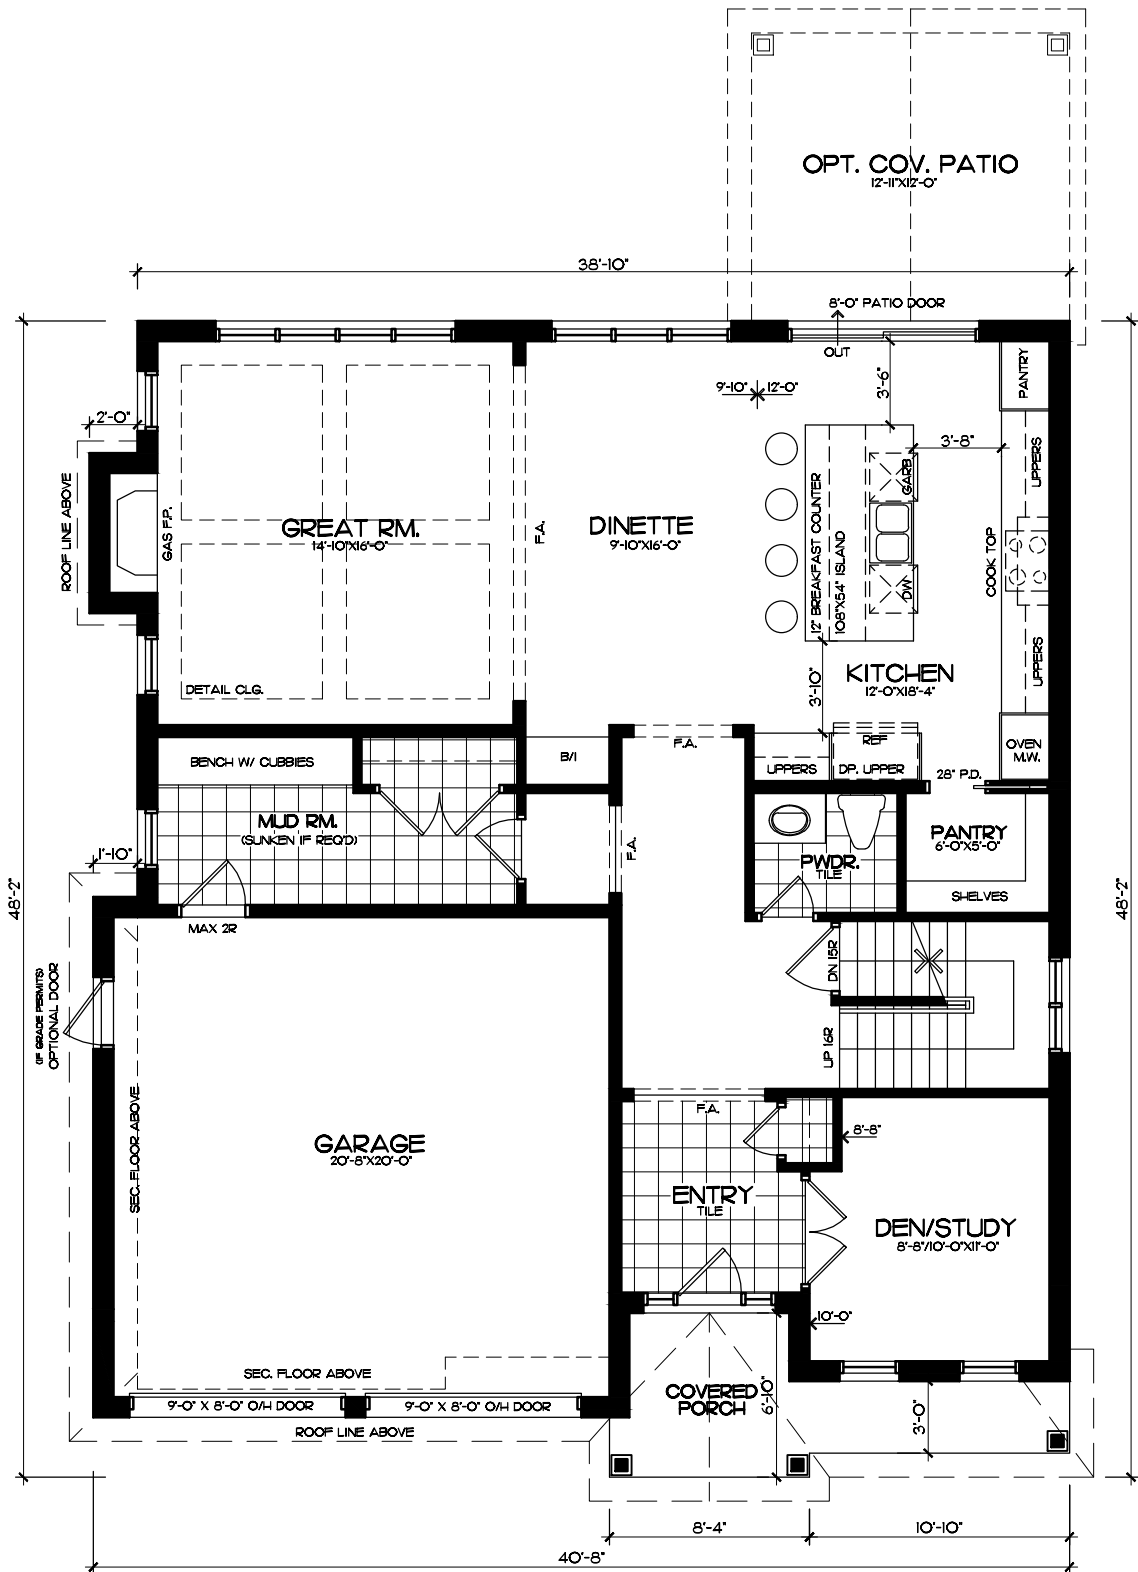 OPT. COV. PATIO
12'-11"X12'-0"
38'-10"
8'-0" PATIO DOOR
OUT
PANTRY
9'-10" 12'-0"
3'-6"
2'-0"
3'-8"
UPPERS
GARB
ROOF LINE ABOVE
GAS F.P.
GREAT RM.
14'-10"X16'-0"
F.A.
DINETTE
9'-10"X16'-0"
12" BREAKFAST COUNTER
108"X54" ISLAND
DW
COOK TOP
UPPERS
DETAIL CLG.
KITCHEN
12'-0"X18'-4"
3'-10"
F.A.
REF
OVEN
M.W.
BENCH W/ CUBBIES
B/I
UPPERS
DP. UPPER
28" P.D.
MUD RM.
(SUNKEN IF REQ'D)
F.A.
PANTRY
6'-0"X5'-0"
1'-10"
PWDR.
TILE
SHELVES
48'-2"
48'-2"
MAX 2R
DN 15R
(IF GRADE PERMITS)
OPTIONAL DOOR
UP 16R
SEC. FLOOR ABOVE
F.A.
8'-8"
GARAGE
20'-8"X20'-0"
ENTRY
TILE
DEN/STUDY
8'-8"/10'-0"X11'-0"
10'-0"
SEC. FLOOR ABOVE
COVERED
PORCH
6'-10"
9'-0" X 8'-0" O/H DOOR
9'-0" X 8'-0" O/H DOOR
3'-0"
ROOF LINE ABOVE
8'-4"
10'-10"
40'-8"